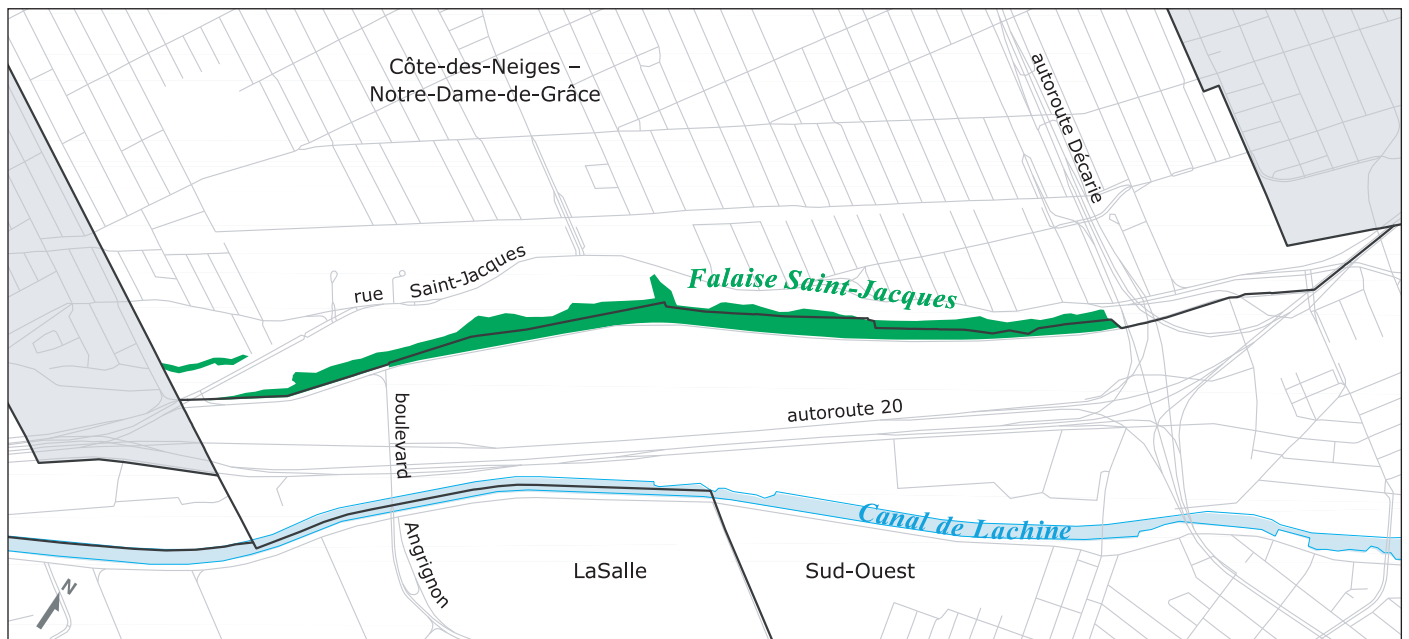 Côte-des-Neiges –
Notre-Dame-de-Grâce
autoroute Décarie
rue Saint-Jacques
Falaise Saint-Jacques
boulevard
Angrignon
autoroute 20
Canal de Lachine
LaSalle
Sud-Ouest
N